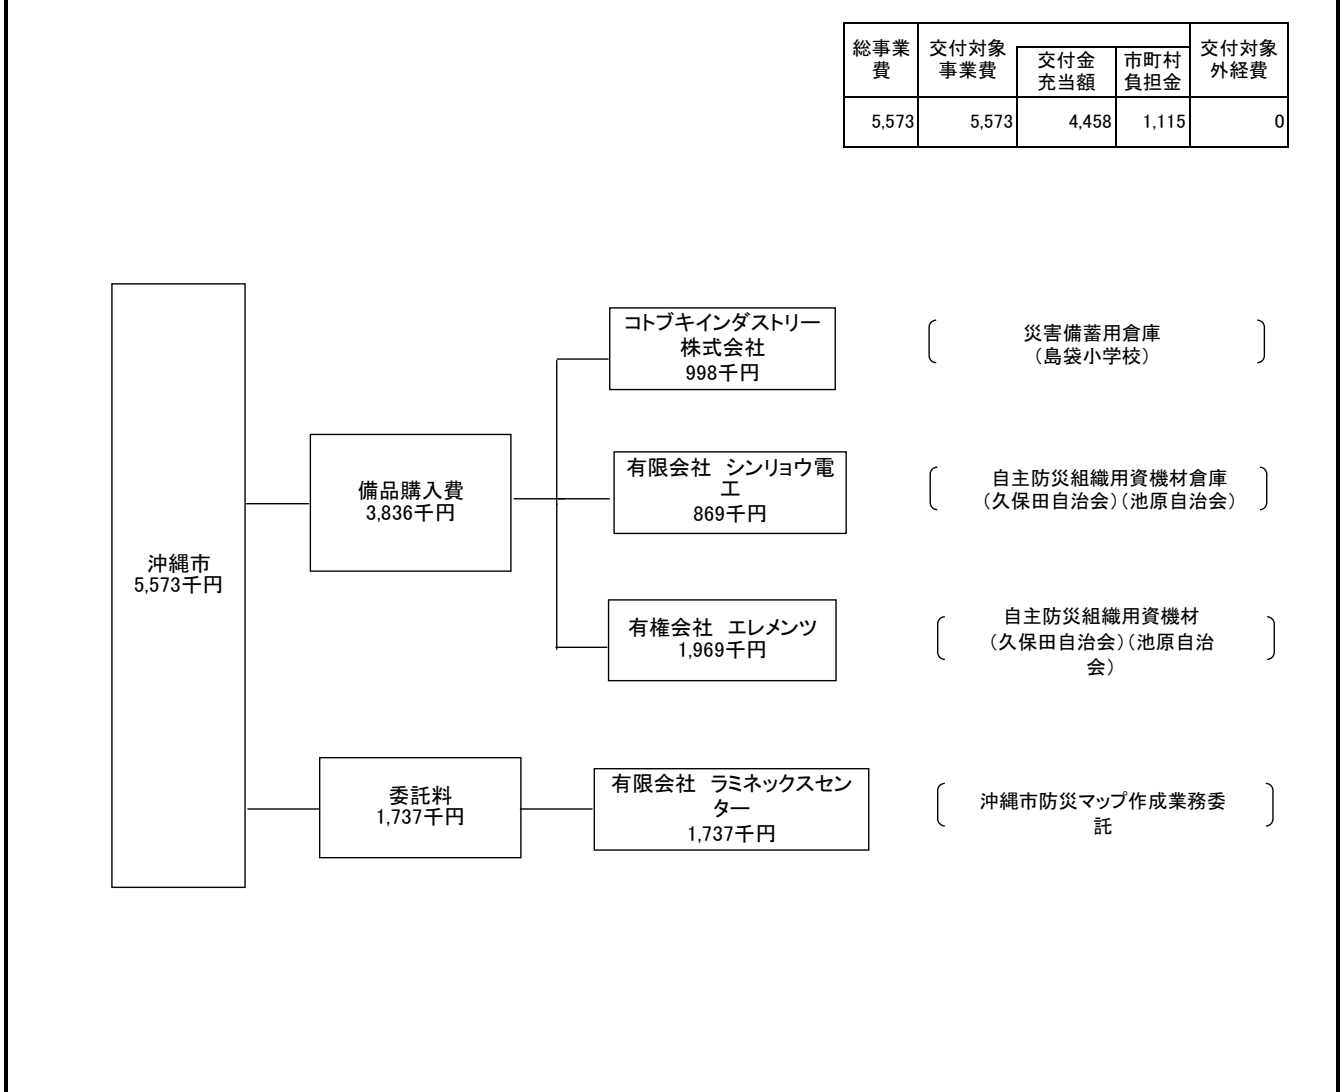 総事業
費
交付対象
事業費
交付金
充当額
市町村
負担金
交付対象
外経費
5,573
5,573
4,458
1,115
0
コトブキインダストリー
株式会社
998千円
災害備蓄用倉庫
（島袋小学校）
有限会社　シンリョウ電
工
869千円
自主防災組織用資機材倉庫
（久保田自治会）（池原自治会）
備品購入費
3,836千円
沖縄市
5,573千円
有権会社　エレメンツ
1,969千円
自主防災組織用資機材
（久保田自治会）（池原自治
会）
委託料
1,737千円
有限会社　ラミネックスセン
ター
1,737千円
沖縄市防災マップ作成業務委
託